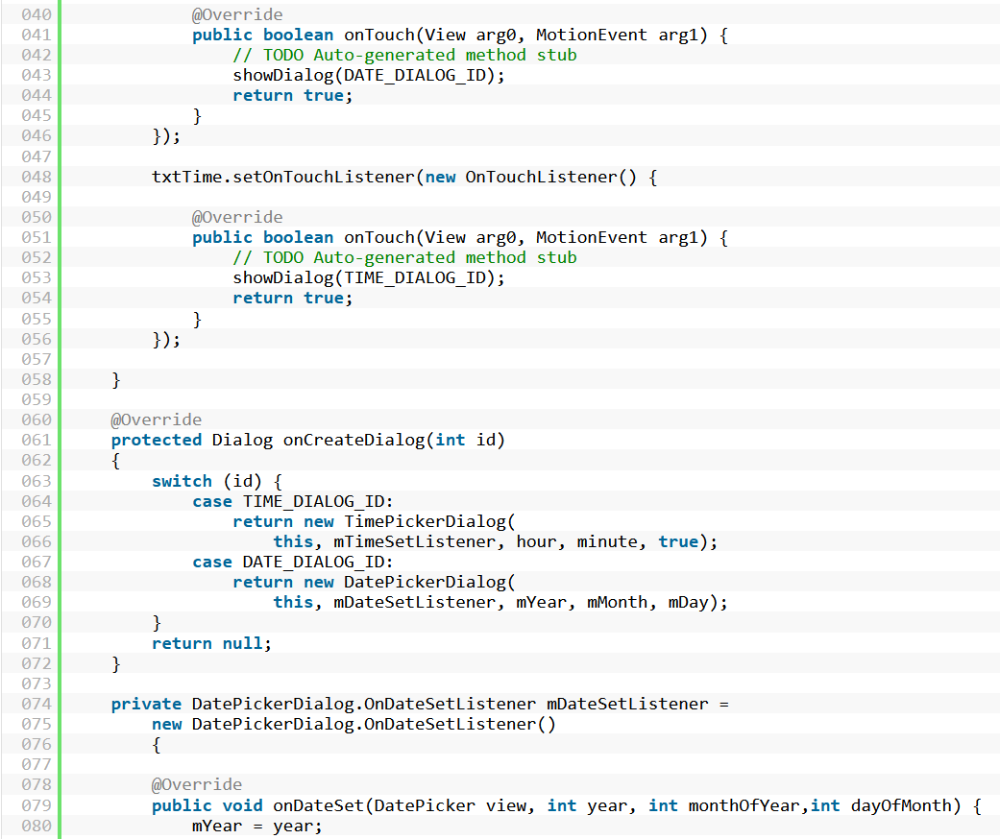 040 @Override
041 public boolean onTouch(View arg0, MotionEvent arg1) {
042 // TODO Auto-generated method stub
043 showDialog(DATE_DIALOG_ID);
044 return true;
045 }
046 });
047
048 txtTime.setOnTouchListener(new OnTouchListener() {
049
050 @Override
051 public boolean onTouch(View arg0, MotionEvent arg1) {
052 // TODO Auto-generated method stub
053 showDialog(TIME_DIALOG_ID);
054 return true;
055 }
056 });
057
058 }
059
060 @Override
061 protected Dialog onCreateDialog(int id)
062 {
063 switch (id) {
064 case TIME_DIALOG_ID:
065 return new TimePickerDialog(
066 this, mTimeSetListener, hour, minute, true);
067 case DATE_DIALOG_ID:
068 return new DatePickerDialog(
069 this, mDateSetListener, mYear, mMonth, mDay);
070 }
071 return null;
072 }
073
074 private DatePickerDialog.OnDateSetListener mDateSetListener =
075 new DatePickerDialog.OnDateSetListener()
076 {
077
078 @Override
079 public void onDateSet(DatePicker view, int year, int monthOfYear,int dayOfMonth) {
080 mYear = year;